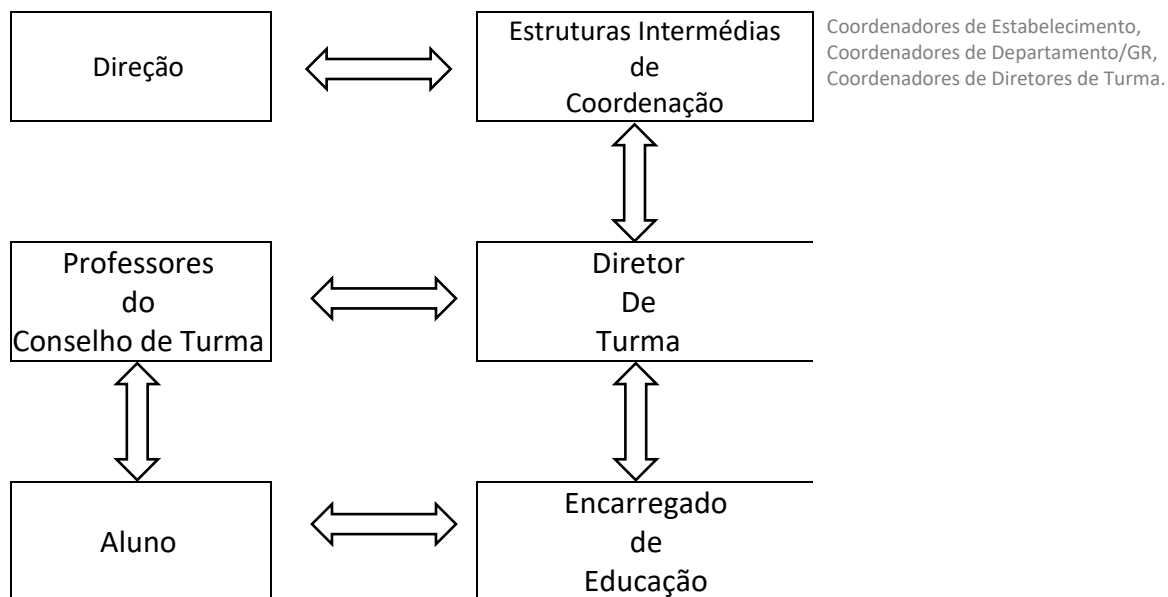 Direção
Estruturas Intermédias
de
Coordenação
Coordenadores de Estabelecimento,
Coordenadores de Departamento/GR,
Coordenadores de Diretores de Turma.
Professores
do
Conselho de Turma
Diretor
De
Turma
Aluno
Encarregado
de
Educação